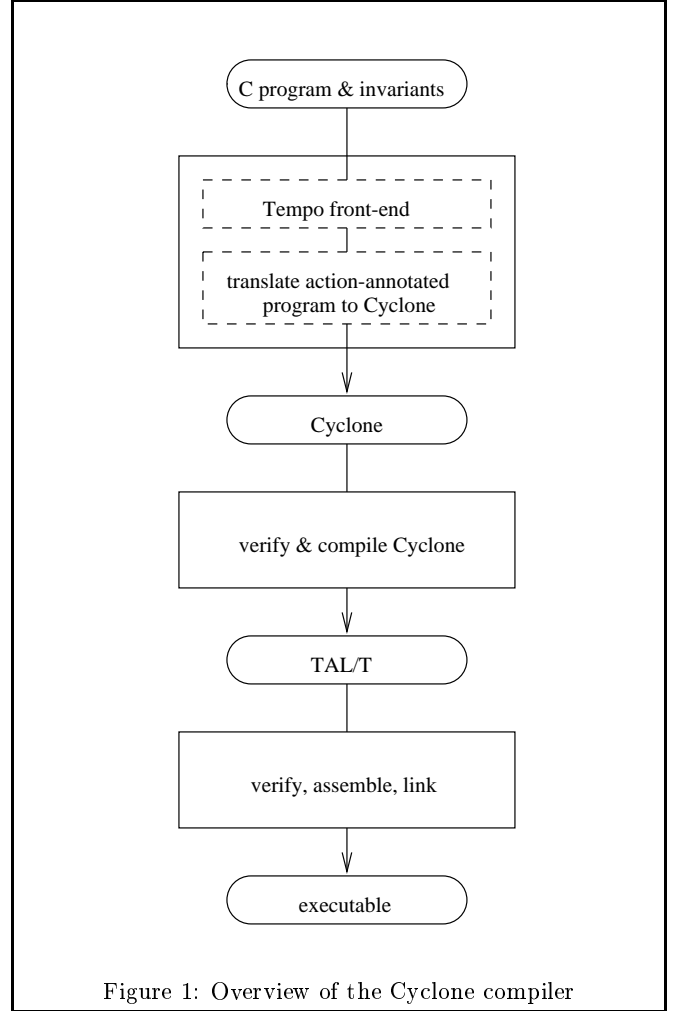 C program & invariants
Tempo front-end
translate action-annotated
program to Cyclone
Cyclone
verify & compile Cyclone
TAL/T
verify, assemble, link
executable
Figure 1: Overview of the Cyclone compiler